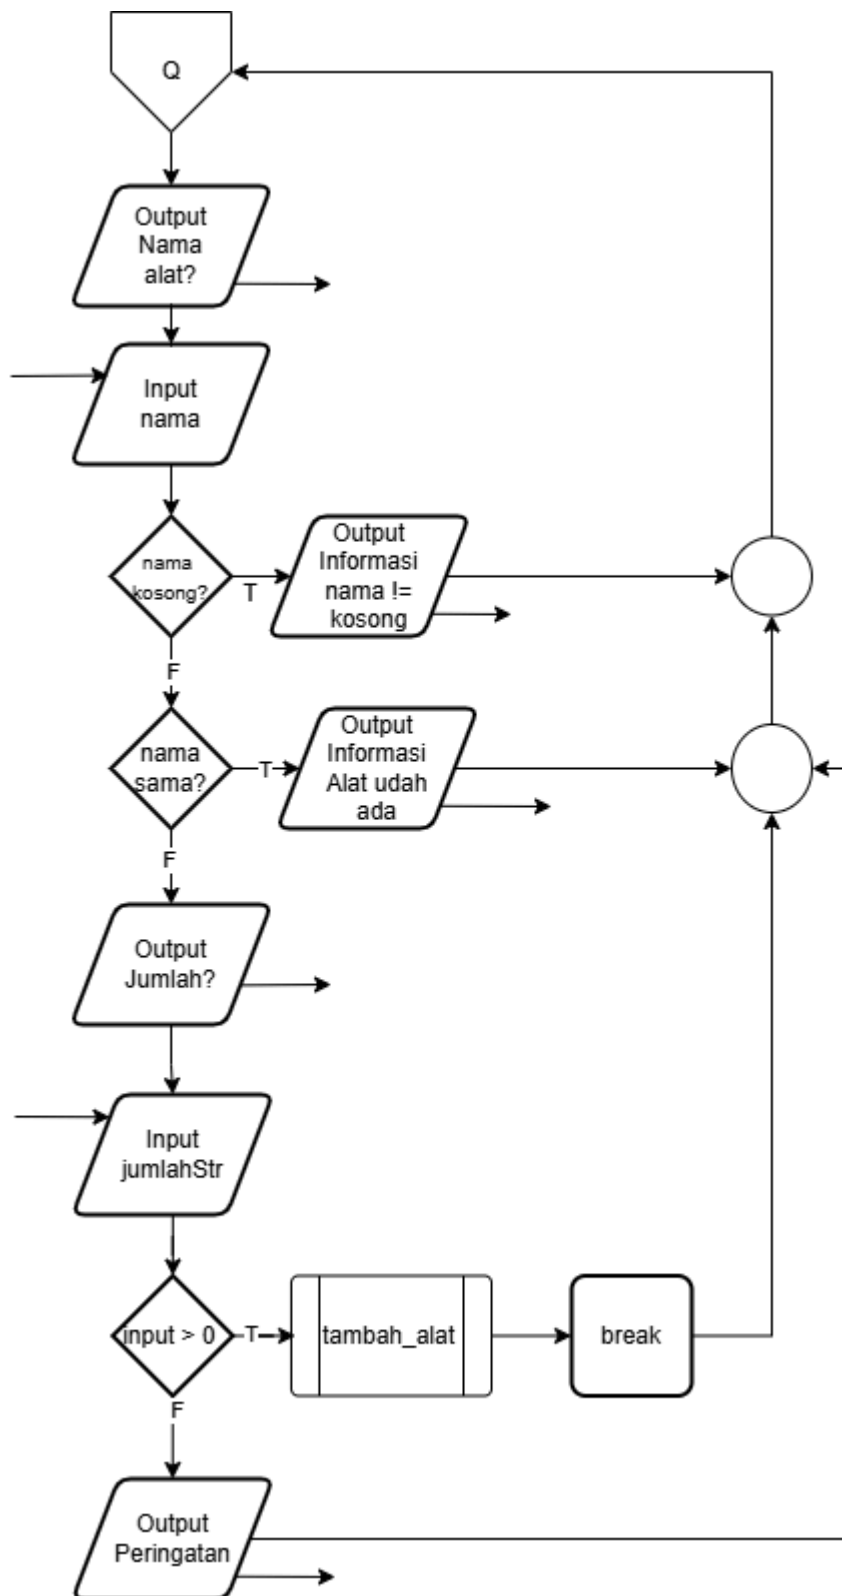 Q
Output
Nama
alat?
Input
nama
nama
kosong?
T
Output
Informasi
nama !=
kosong
F
nama
sama?
T
Output
Informasi
Alat udah
ada
F
Output
Jumlah?
Input
jumlahStr
input > 0
T
tambah_alat
break
F
Output
Peringatan